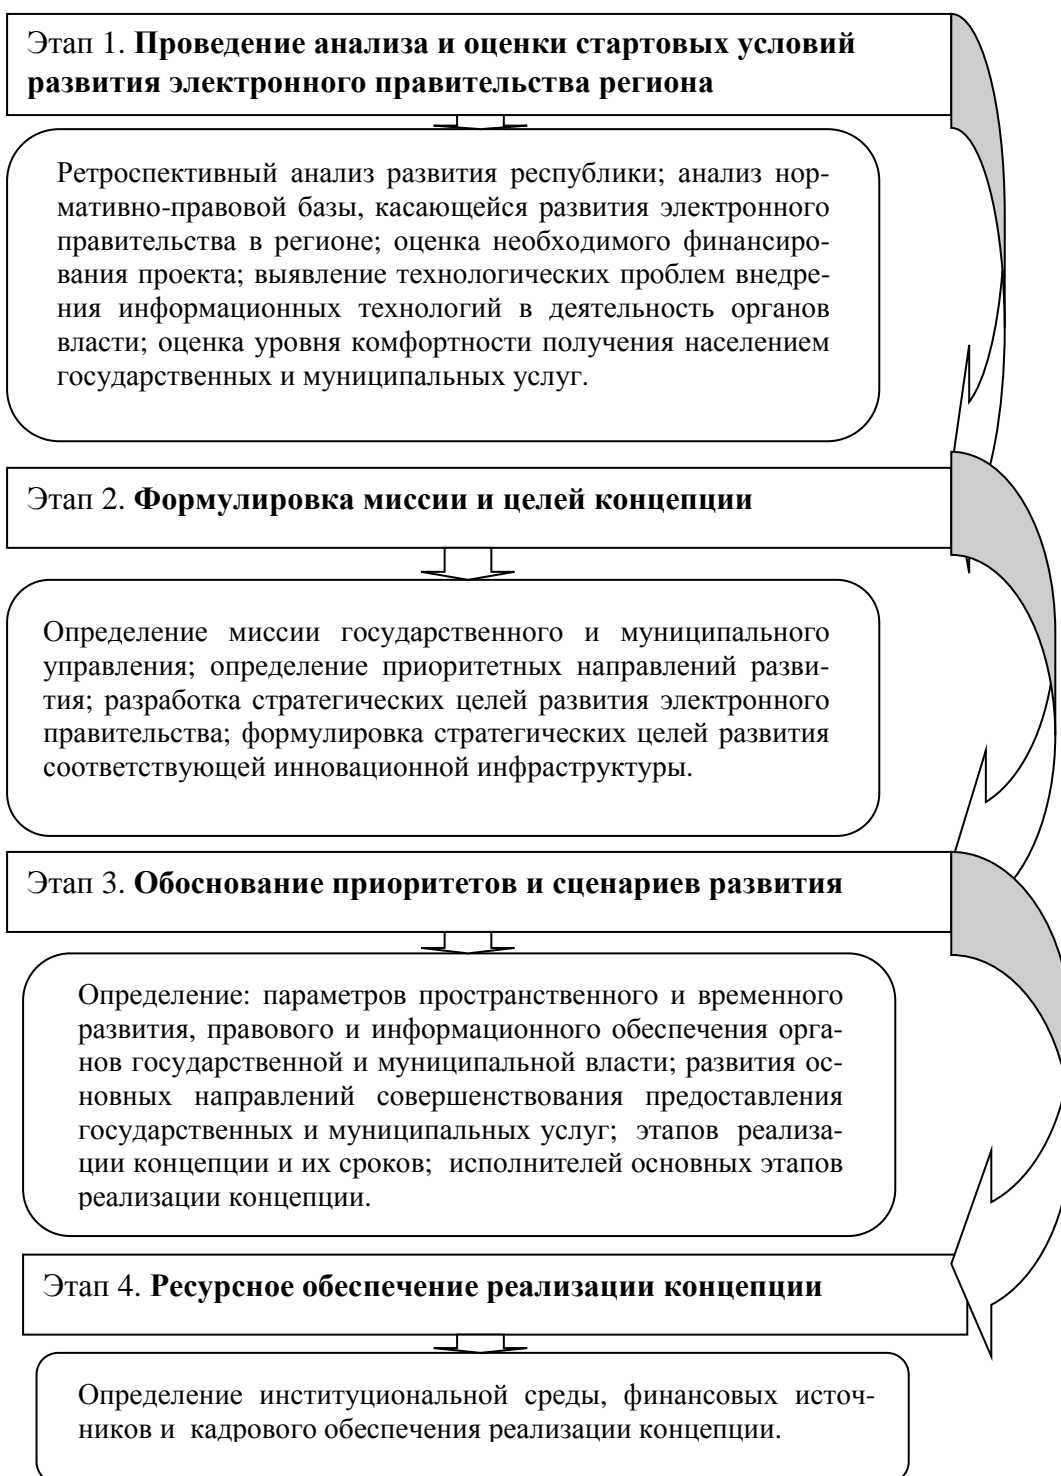 Этап 1. Проведение анализа и оценки стартовых условий
развития электронного правительства региона
Ретроспективный анализ развития республики; анализ нор-
мативно-правовой базы, касающейся развития электронного
правительства в регионе; оценка необходимого финансиро-
вания проекта; выявление технологических проблем внедре-
ния информационных технологий в деятельность органов
власти; оценка уровня комфортности получения населением
государственных и муниципальных услуг.
Этап 2. Формулировка миссии и целей концепции
Определение миссии государственного и муниципального
управления; определение приоритетных направлений разви-
тия; разработка стратегических целей развития электронного
правительства; формулировка стратегических целей развития
соответствующей инновационной инфраструктуры.
Этап 3. Обоснование приоритетов и сценариев развития
Определение: параметров пространственного и временного
развития, правового и информационного обеспечения орга-
нов государственной и муниципальной власти; развития ос-
новных направлений совершенствования предоставления
государственных и муниципальных услуг; этапов реализа-
ции концепции и их сроков; исполнителей основных этапов
реализации концепции.
Этап 4. Ресурсное обеспечение реализации концепции
Определение институциональной среды, финансовых источ-
ников и кадрового обеспечения реализации концепции.